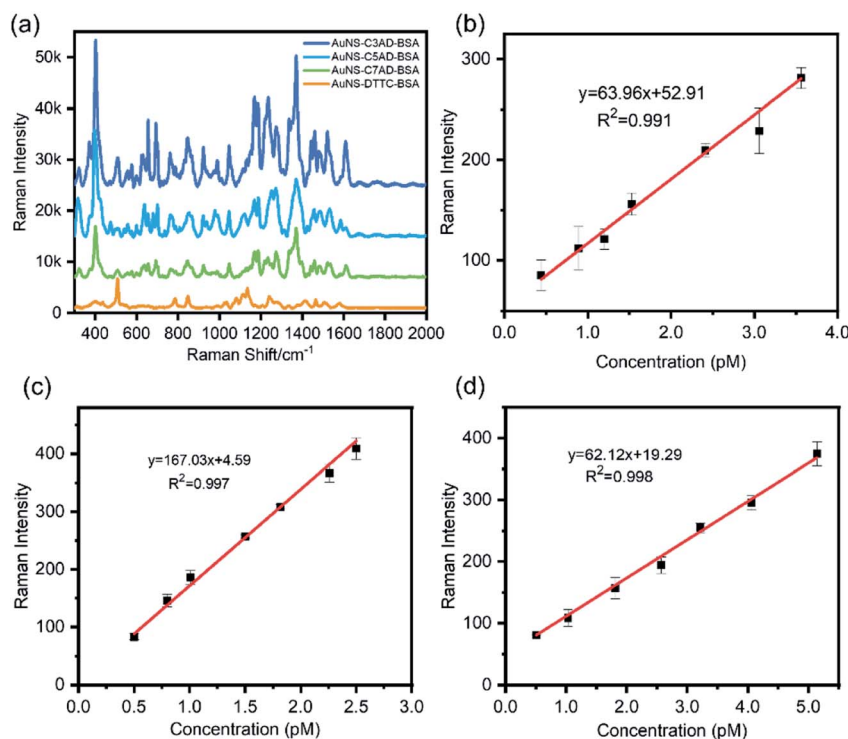 (a)
50k
40k
30k
20k
10k
0
AuNS-C3AD-BSA
AuNS-C5AD-BSA
AuNS-C7AD-BSA
AuNS-DTTC-BSA
400 600 800 1000 1200 1400 1600 1800 2000
Raman Shift/cm⁻¹
(b)
Raman Intensity
300
200
100
0
y=63.96x+52.91
R²=0.991
0.0 1.0 2.0 3.0 4.0
Concentration (pM)
(c)
Raman Intensity
400
300
200
100
0
y=167.03x+4.59
R²=0.997
0.0 0.5 1.0 1.5 2.0 2.5 3.0
Concentration (pM)
(d)
Raman Intensity
400
300
200
100
0
y=62.12x+19.29
R²=0.998
0.0 1.0 2.0 3.0 4.0 5.0
Concentration (pM)